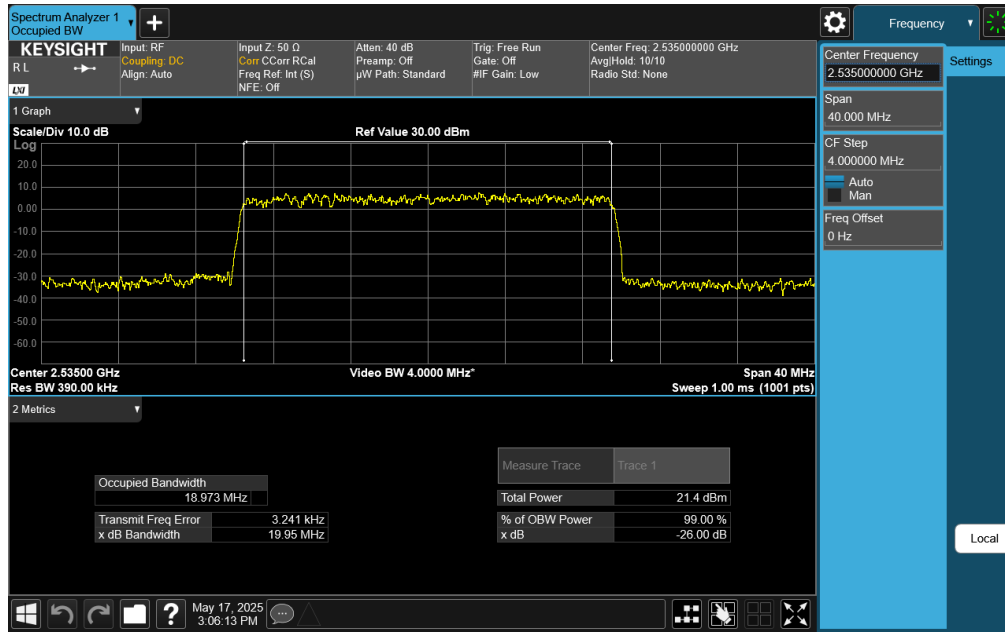 Spectrum Analyzer 1
Occupied BW
Frequency
KEYSIGHT
R L
LXI
Input: RF
Coupling: DC
Align: Auto
Input Z: 50 Ω
Corr CCorr RCal
Freq Ref: Int (S)
NFE: Off
Atten: 40 dB
Preamp: Off
µW Path: Standard
Trig: Free Run
Gate: Off
#IF Gain: Low
Center Freq: 2.535000000 GHz
Avg|Hold: 10/10
Radio Std: None
Center Frequency
2.535000000 GHz
Settings
Span
40.000 MHz
CF Step
4.000000 MHz
Auto
Man
Freq Offset
0 Hz
Local
1 Graph
Scale/Div 10.0 dB
Ref Value 30.00 dBm
Log
20.0
10.0
0.00
-10.0
-20.0
-30.0
-40.0
-50.0
-60.0
Center 2.53500 GHz
Video BW 4.0000 MHz*
Span 40 MHz
Res BW 390.00 kHz
Sweep 1.00 ms (1001 pts)
2 Metrics
Measure Trace
Trace 1
Occupied Bandwidth
18.973 MHz
Total Power
21.4 dBm
Transmit Freq Error
3.241 kHz
% of OBW Power
99.00 %
x dB Bandwidth
19.95 MHz
x dB
-26.00 dB
May 17, 2025
3:06:13 PM